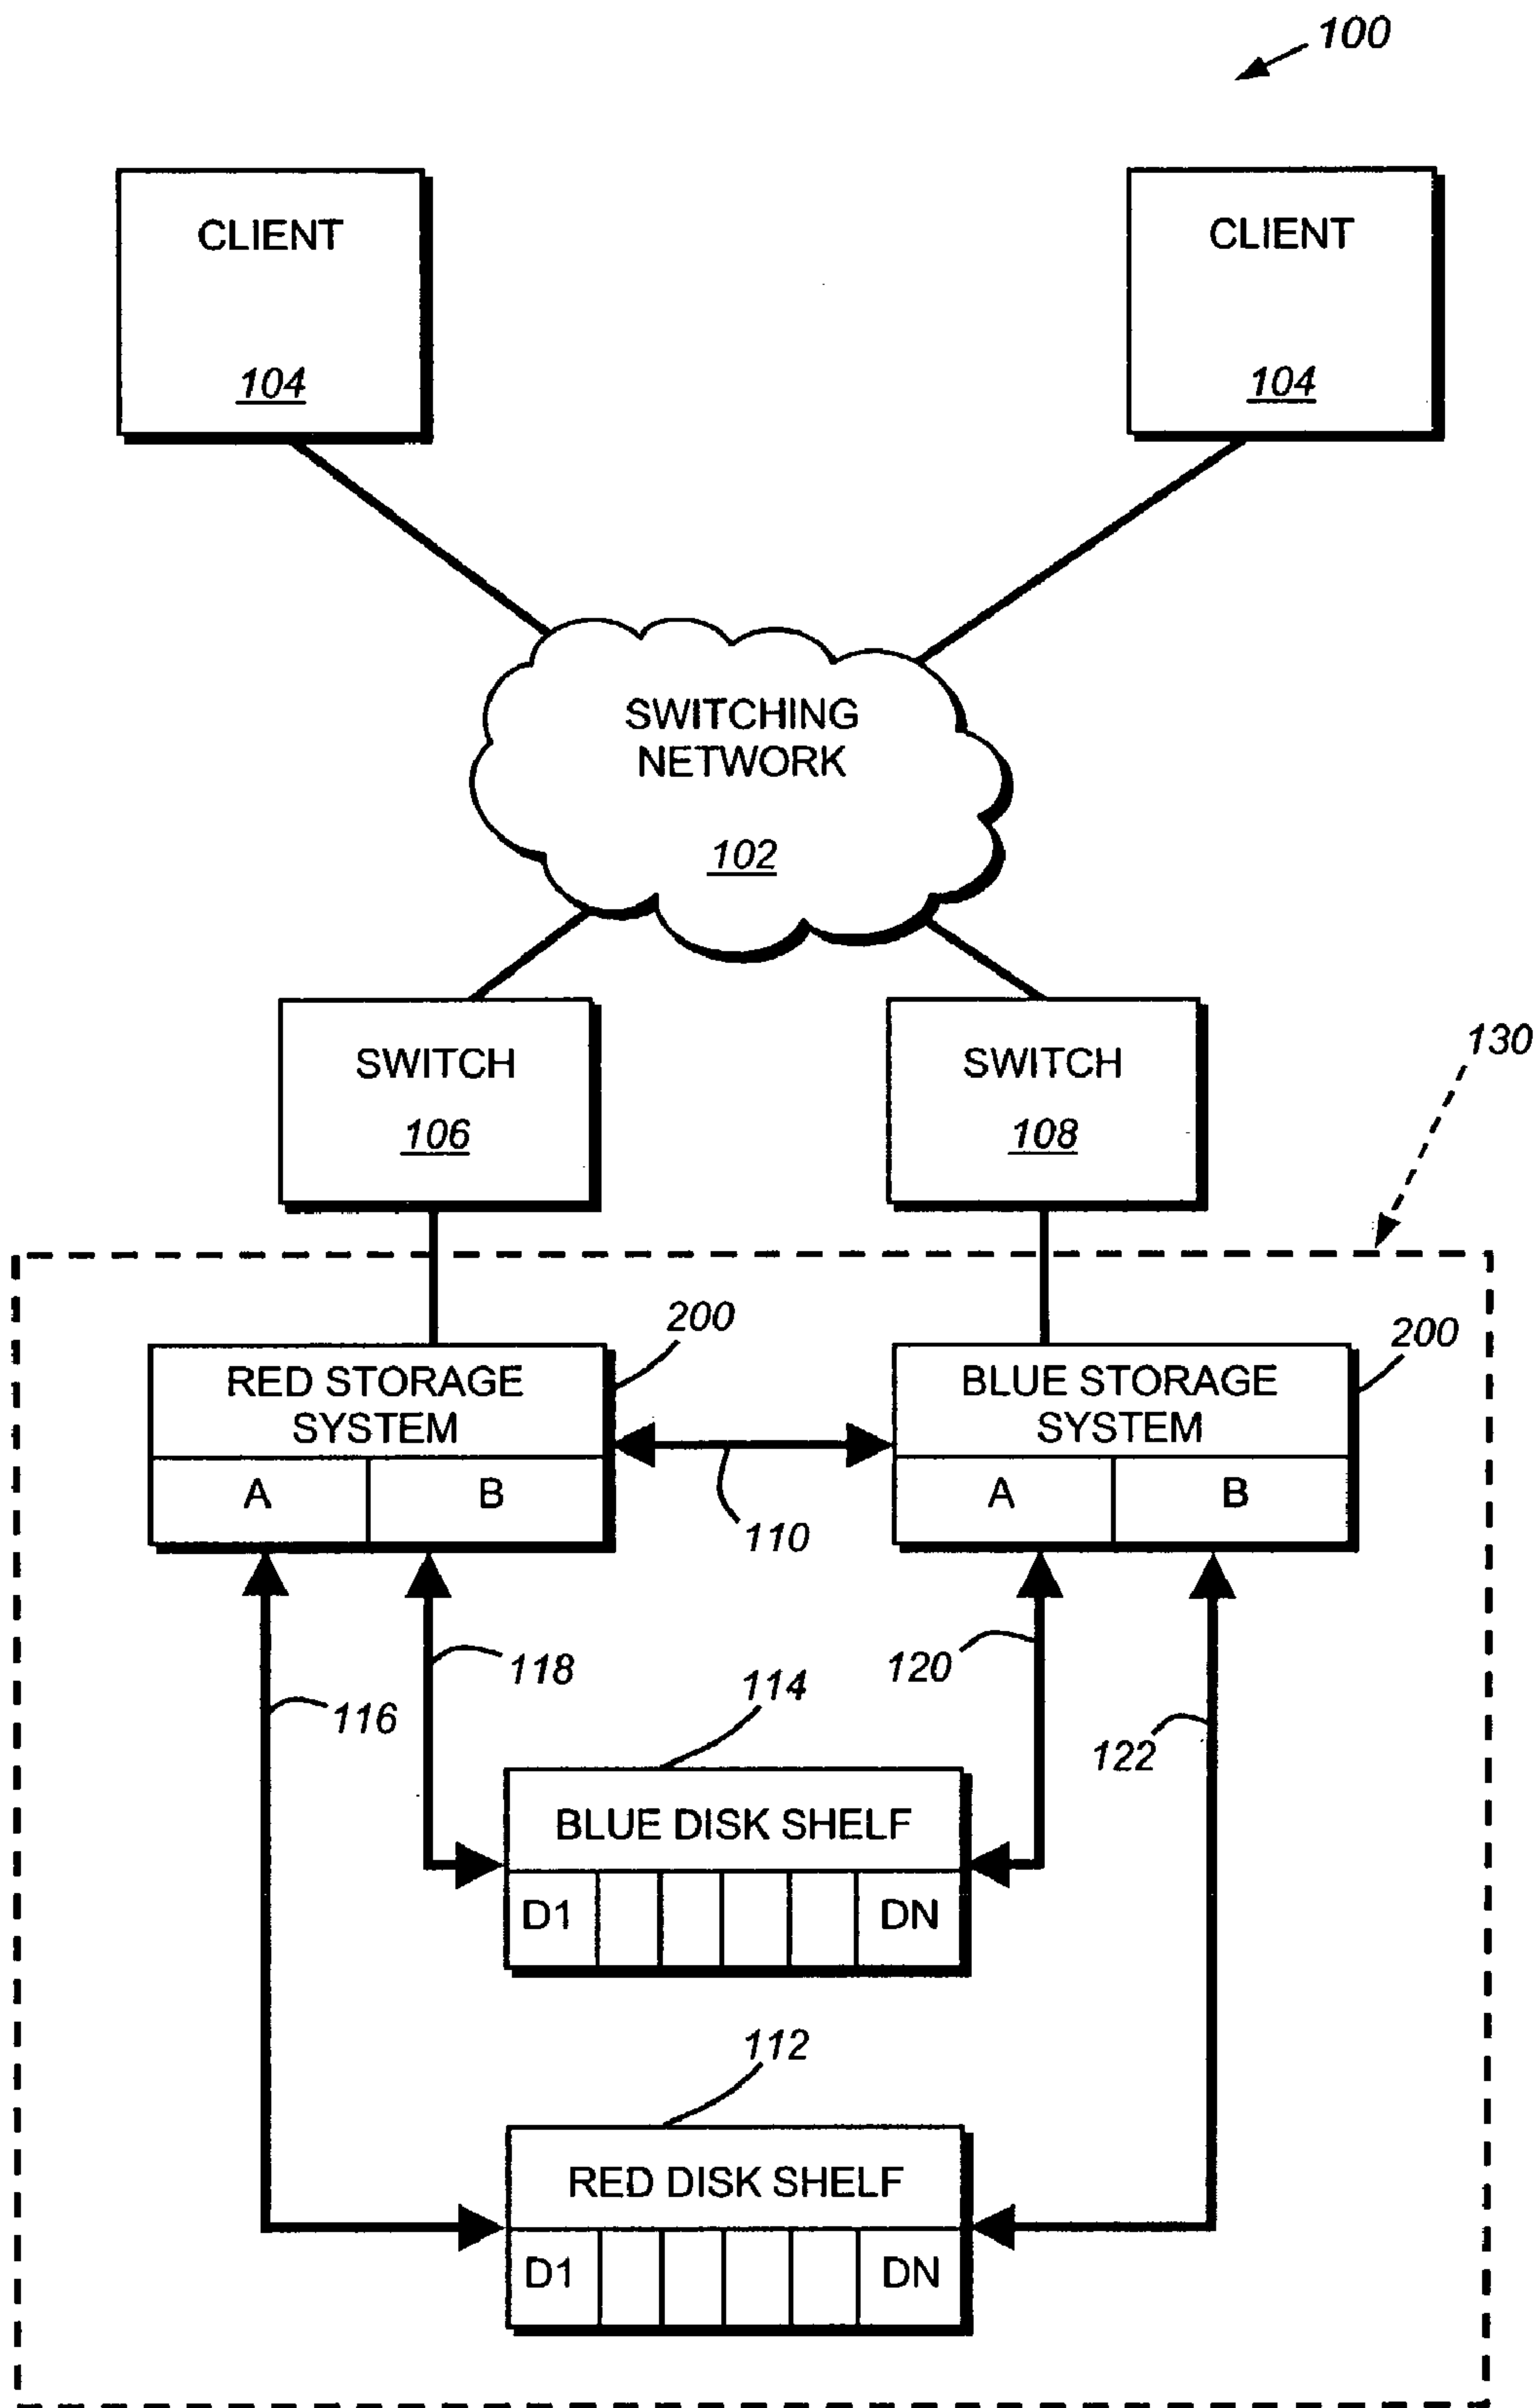 100
CLIENT
104
CLIENT
104
SWITCHING
NETWORK
102
SWITCH
106
SWITCH
108
130
200
RED STORAGE
SYSTEM
A
B
200
BLUE STORAGE
SYSTEM
A
B
110
116
118
120
122
114
BLUE DISK SHELF
D1
DN
112
RED DISK SHELF
D1
DN